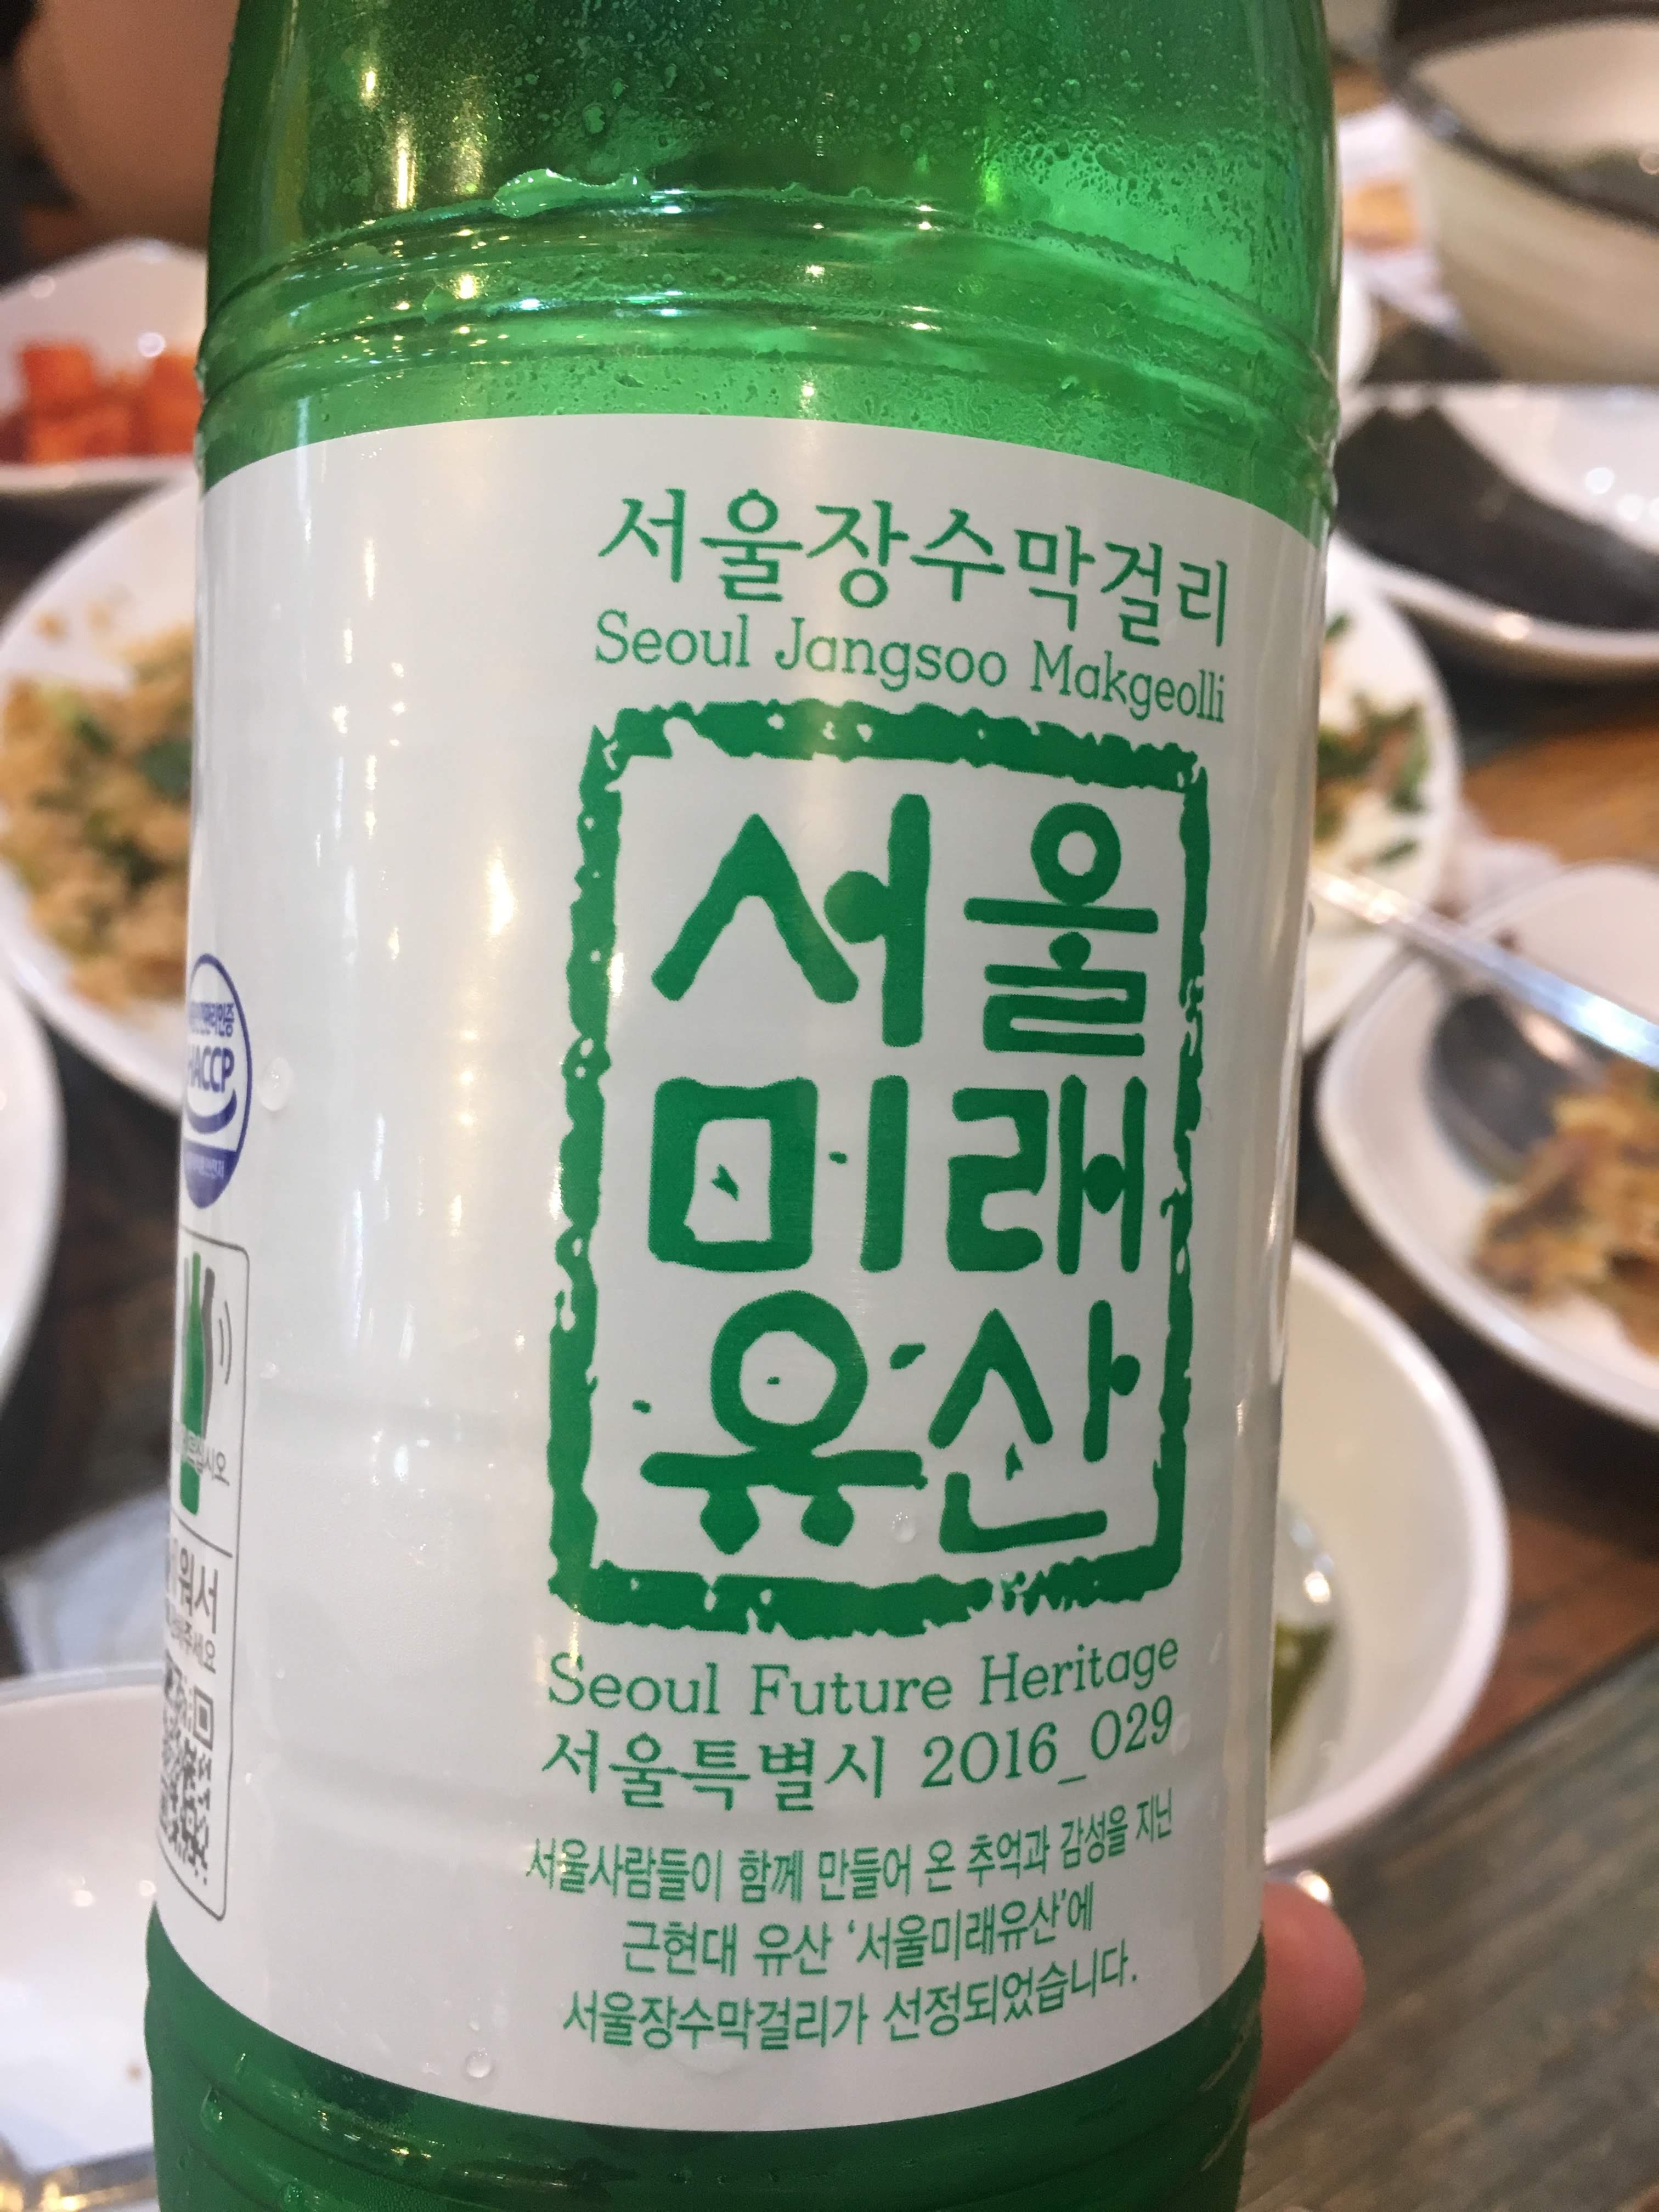 서울장수막걸리
Seoul Jangsoo Makgeolli
서울
미래
유산
Seoul Future Heritage
서울특별시 2016_029
서울사람들이 함께 만들어 온 추억과 감성을 지닌
근현대 유산 ‘서울미래유산’에
서울장수막걸리가 선정되었습니다.
HACCP